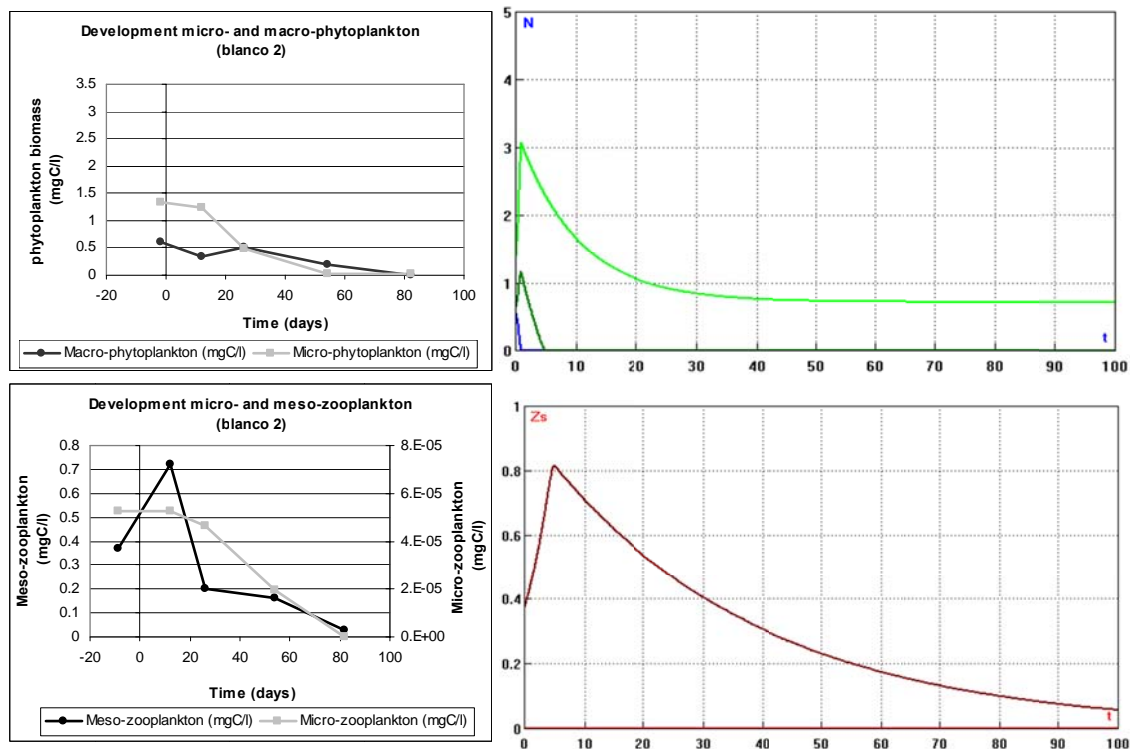 Development micro- and macro-phytoplankton
(blanco 2)
phytoplankton biomass
(mgC/l)
3.5
3
2.5
2
1.5
1
0.5
0
-20 0 20 40 60 80 100
Time (days)
Macro-phytoplankton (mgC/l) Micro-phytoplankton (mgC/l)
5
4
3
2
1
0
N
t
0 10 20 30 40 50 60 70 80 90 100
Development micro- and meso-zooplankton
(blanco 2)
Meso-zooplankton
(mgC/l)
0.8
0.7
0.6
0.5
0.4
0.3
0.2
0.1
0
8.E-05
6.E-05
4.E-05
2.E-05
0.E+00
Micro-zooplankton
(mgC/l)
-20 0 20 40 60 80 100
Time (days)
Meso-zooplankton (mgC/l) Micro-zooplankton (mgC/l)
1
0.8
0.6
0.4
0.2
0
Zs
t
0 10 20 30 40 50 60 70 80 90 100